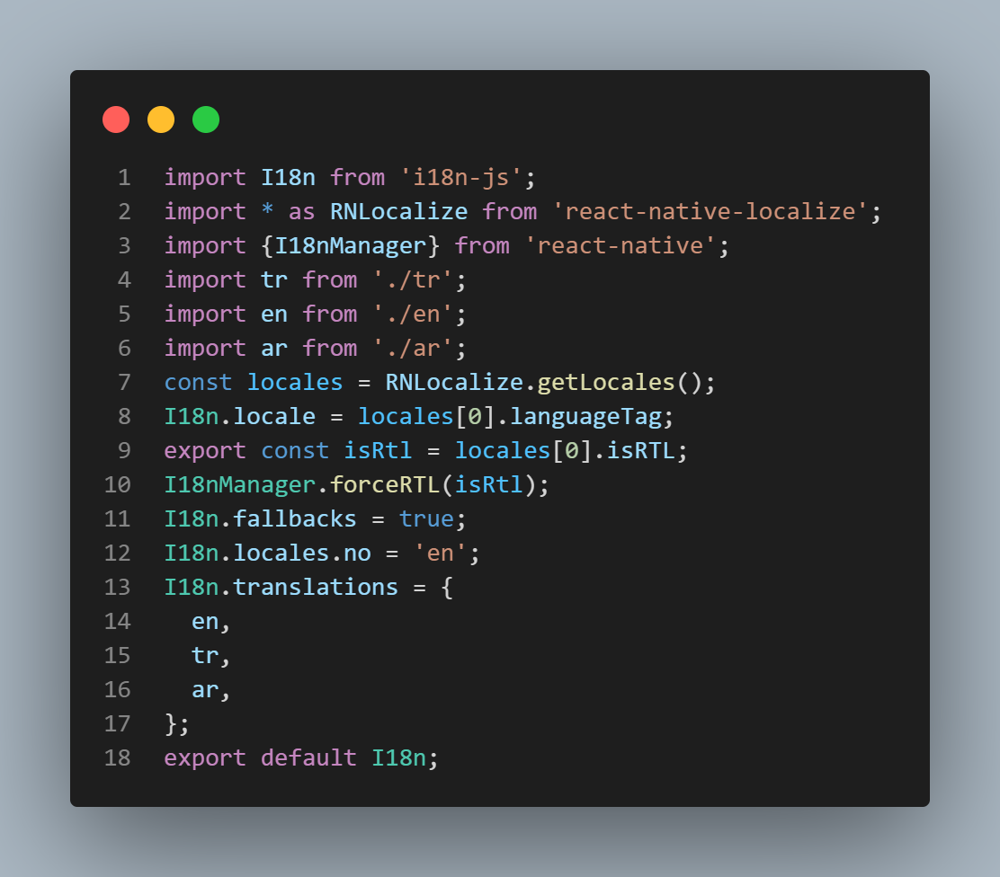 1 import I18n from 'i18n-js';
2 import * as RNLocalize from 'react-native-localize';
3 import {I18nManager} from 'react-native';
4 import tr from './tr';
5 import en from './en';
6 import ar from './ar';
7 const locales = RNLocalize.getLocales();
8 I18n.locale = locales[0].languageTag;
9 export const isRtl = locales[0].isRTL;
10 I18nManager.forceRTL(isRtl);
11 I18n.fallbacks = true;
12 I18n.locales.no = 'en';
13 I18n.translations = {
14   en,
15   tr,
16   ar,
17 };
18 export default I18n;